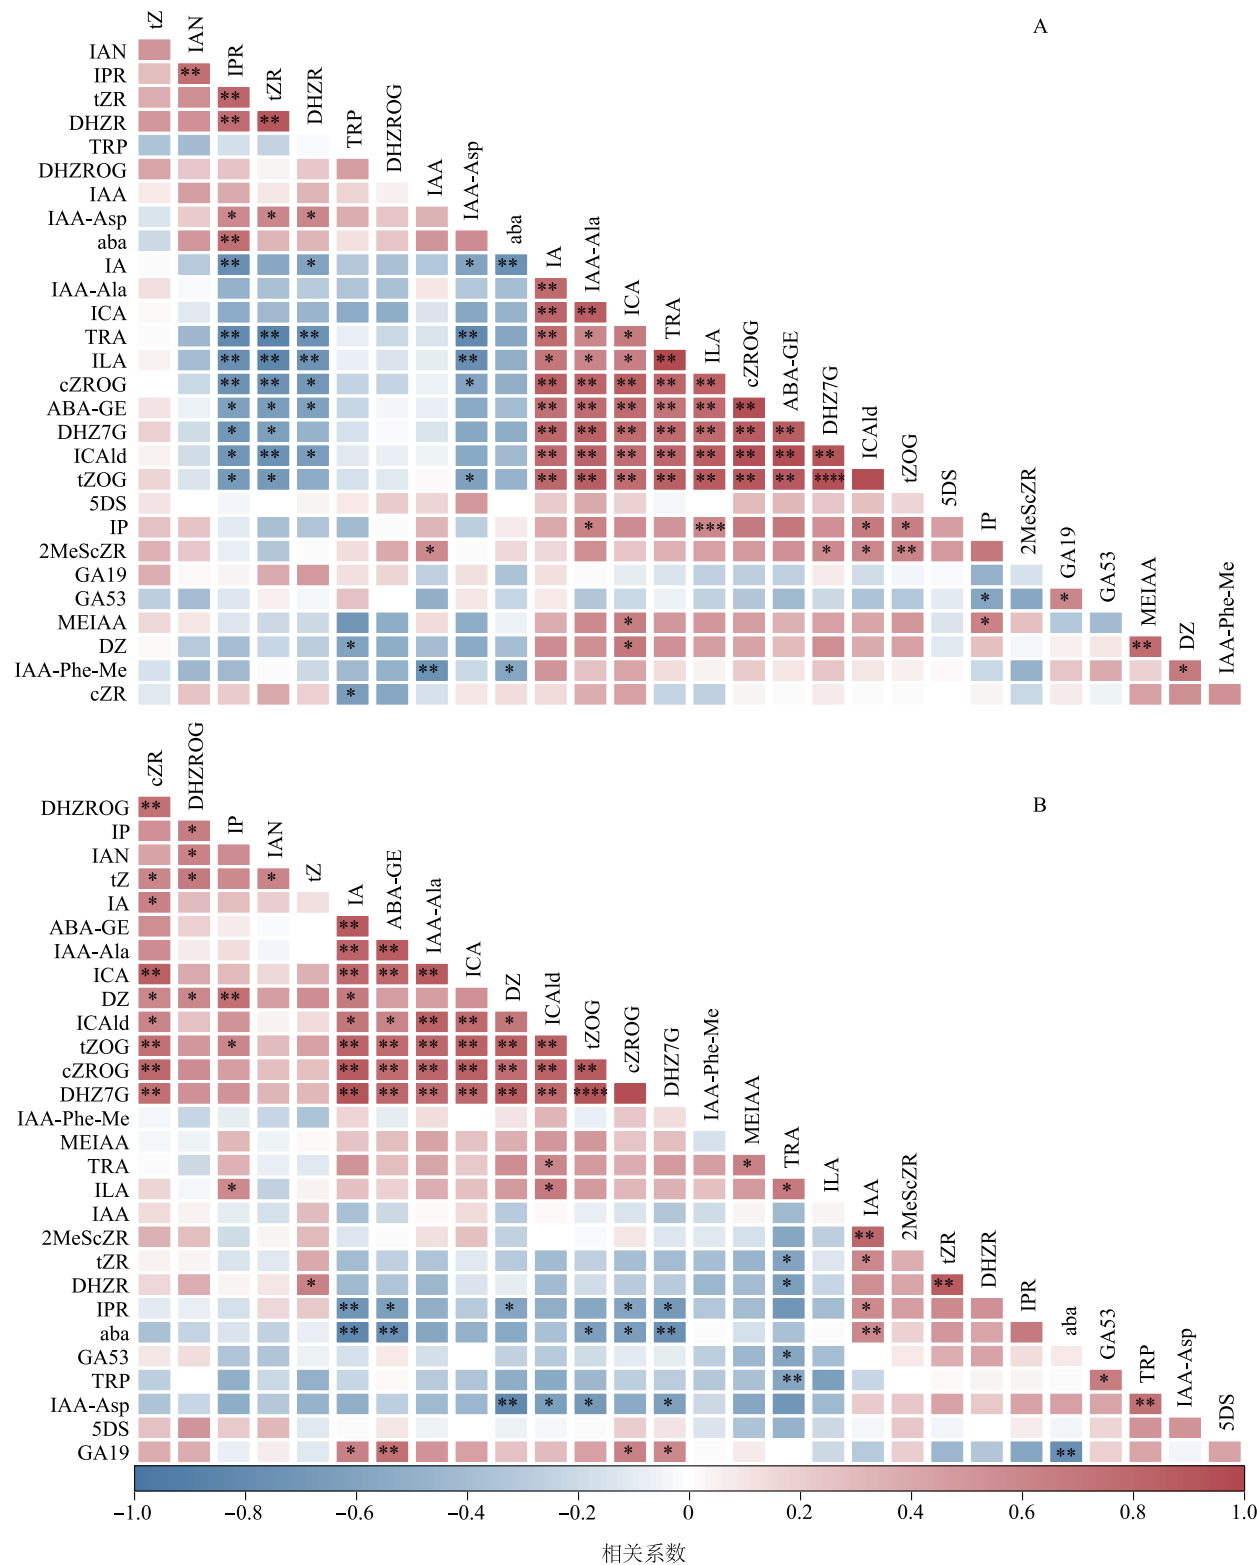 A
tZ
IAN
IPR
tZR
DHZR
TRP
DHZROG
IAA
IAA-Asp
aba
IA
IAA-Ala
ICA
TRA
ILA
cZROG
ABA-GE
DHZ7G
ICAld
tZOG
5DS
IP
2MeScZR
GA19
GA53
MEIAA
DZ
IAA-Phe-Me
IAN
IPR **
tZR **
DHZR ** **
TRP
DHZROG
IAA
IAA-Asp * * *
aba **
IA ** * * **
IAA-Ala **
ICA ** **
TRA ** ** ** ** ** * *
ILA ** ** ** ** * * * **
cZROG ** ** * * ** ** ** ** **
ABA-GE * * * ** ** ** ** ** **
DHZ7G * * ** ** ** ** ** ** **
ICAld * ** * ** ** ** ** ** ** ** **
tZOG * * * ** ** ** ** ** ** ** ****
5DS
IP * *** * *
2MeScZR * * * **
GA19
GA53 * *
MEIAA * *
DZ * * **
IAA-Phe-Me ** * *
cZR *
B
cZR
DHZROG
IP
IAN
tZ
IA
ABA-GE
IAA-Ala
ICA
DZ
ICAld
tZOG
cZROG
DHZ7G
IAA-Phe-Me
MEIAA
TRA
ILA
IAA
2MeScZR
tZR
DHZR
IPR
aba
GA53
TRP
IAA-Asp
5DS
DHZROG **
IP *
IAN *
tZ * * *
IA *
ABA-GE **
IAA-Ala ** **
ICA ** ** ** **
DZ * * ** *
ICAld * * * ** ** *
tZOG ** * ** ** ** ** ** **
cZROG ** ** ** ** ** ** ** **
DHZ7G ** ** ** ** ** ** ** ****
IAA-Phe-Me
MEIAA
TRA * *
ILA * * *
IAA
2MeScZR **
tZR * *
DHZR * * **
IPR ** * * * * *
aba ** ** * * ** **
GA53 *
TRP ** *
IAA-Asp ** * * * **
5DS
GA19 * ** * * **
−1.0 −0.8 −0.6 −0.4 −0.2 0 0.2 0.4 0.6 0.8 1.0
相关系数